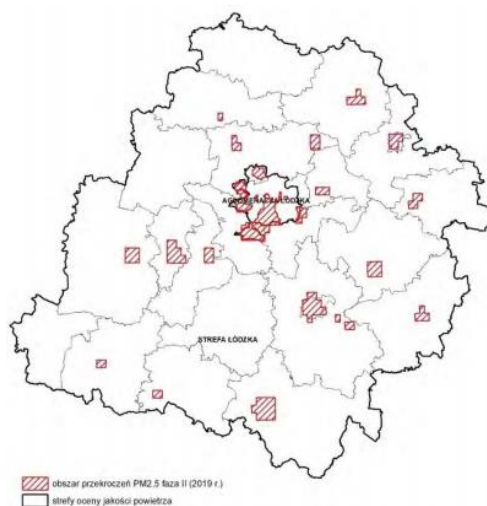 AGLOMERACJA ŁÓDZKA
STREFA ŁÓDZKA
obszar przekroczeń PM2.5 faza II (2019 r.)
strefy oceny jakości powietrza